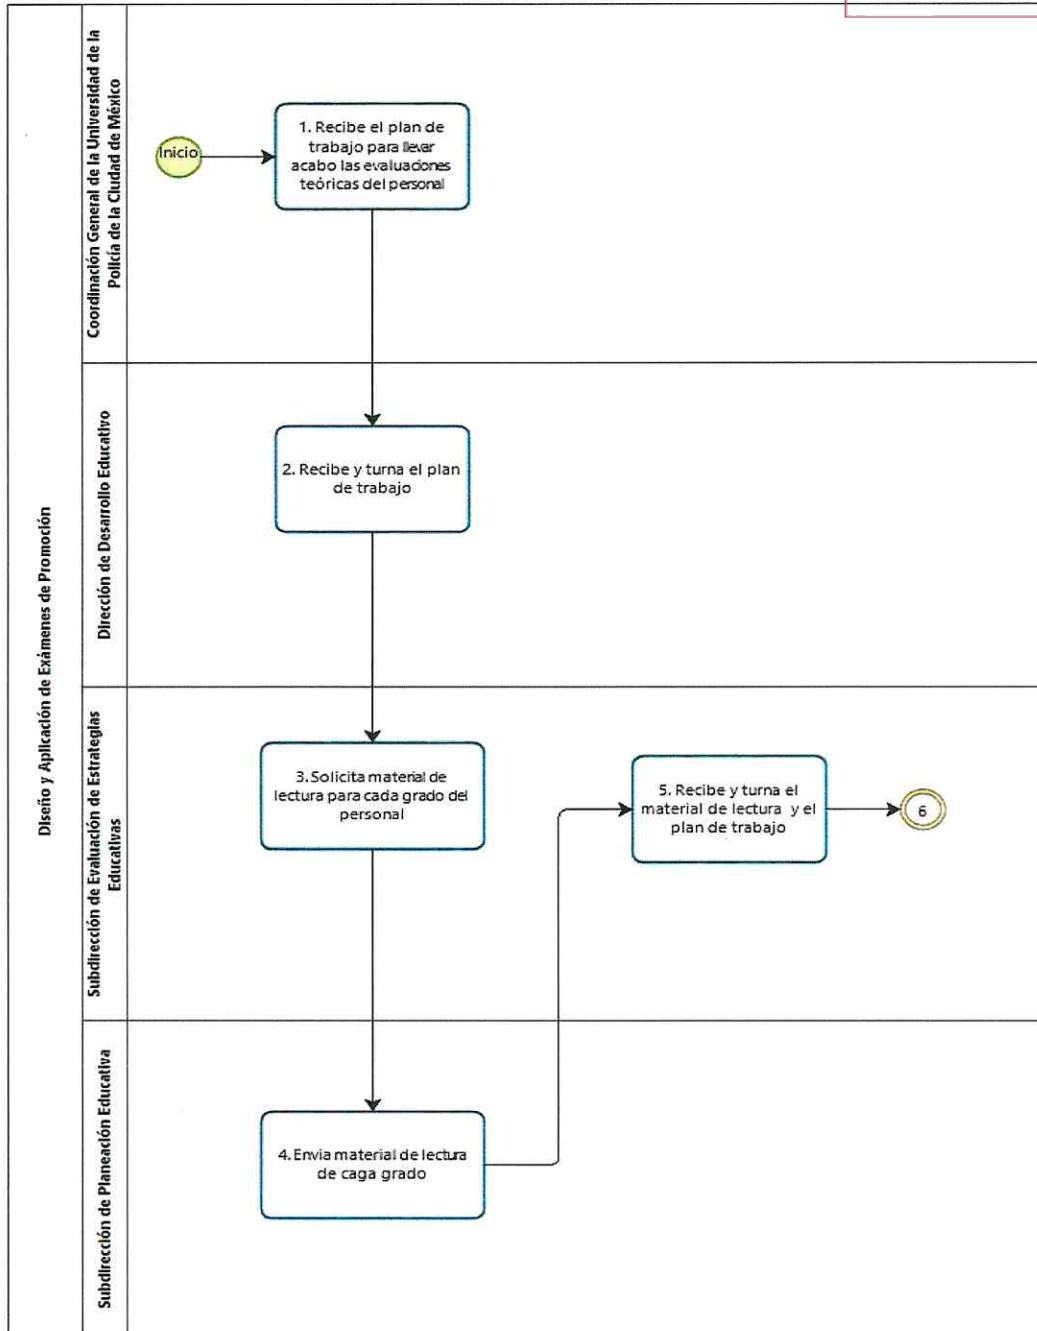 Diseño y Aplicación de Exámenes de Promoción
Coordinación General de la Universidad de la
Policía de la Ciudad de México
Inicio
1. Recibe el plan de
trabajo para llevar
acabo las evaluaciones
teóricas del personal
Dirección de Desarrollo Educativo
2. Recibe y turna el plan
de trabajo
Subdirección de Evaluación de Estrategias
Educativas
3. Solicita material de
lectura para cada grado del
personal
5. Recibe y turna el
material de lectura y el
plan de trabajo
6
Subdirección de Planeación Educativa
4. Envia material de lectura
de caga grado